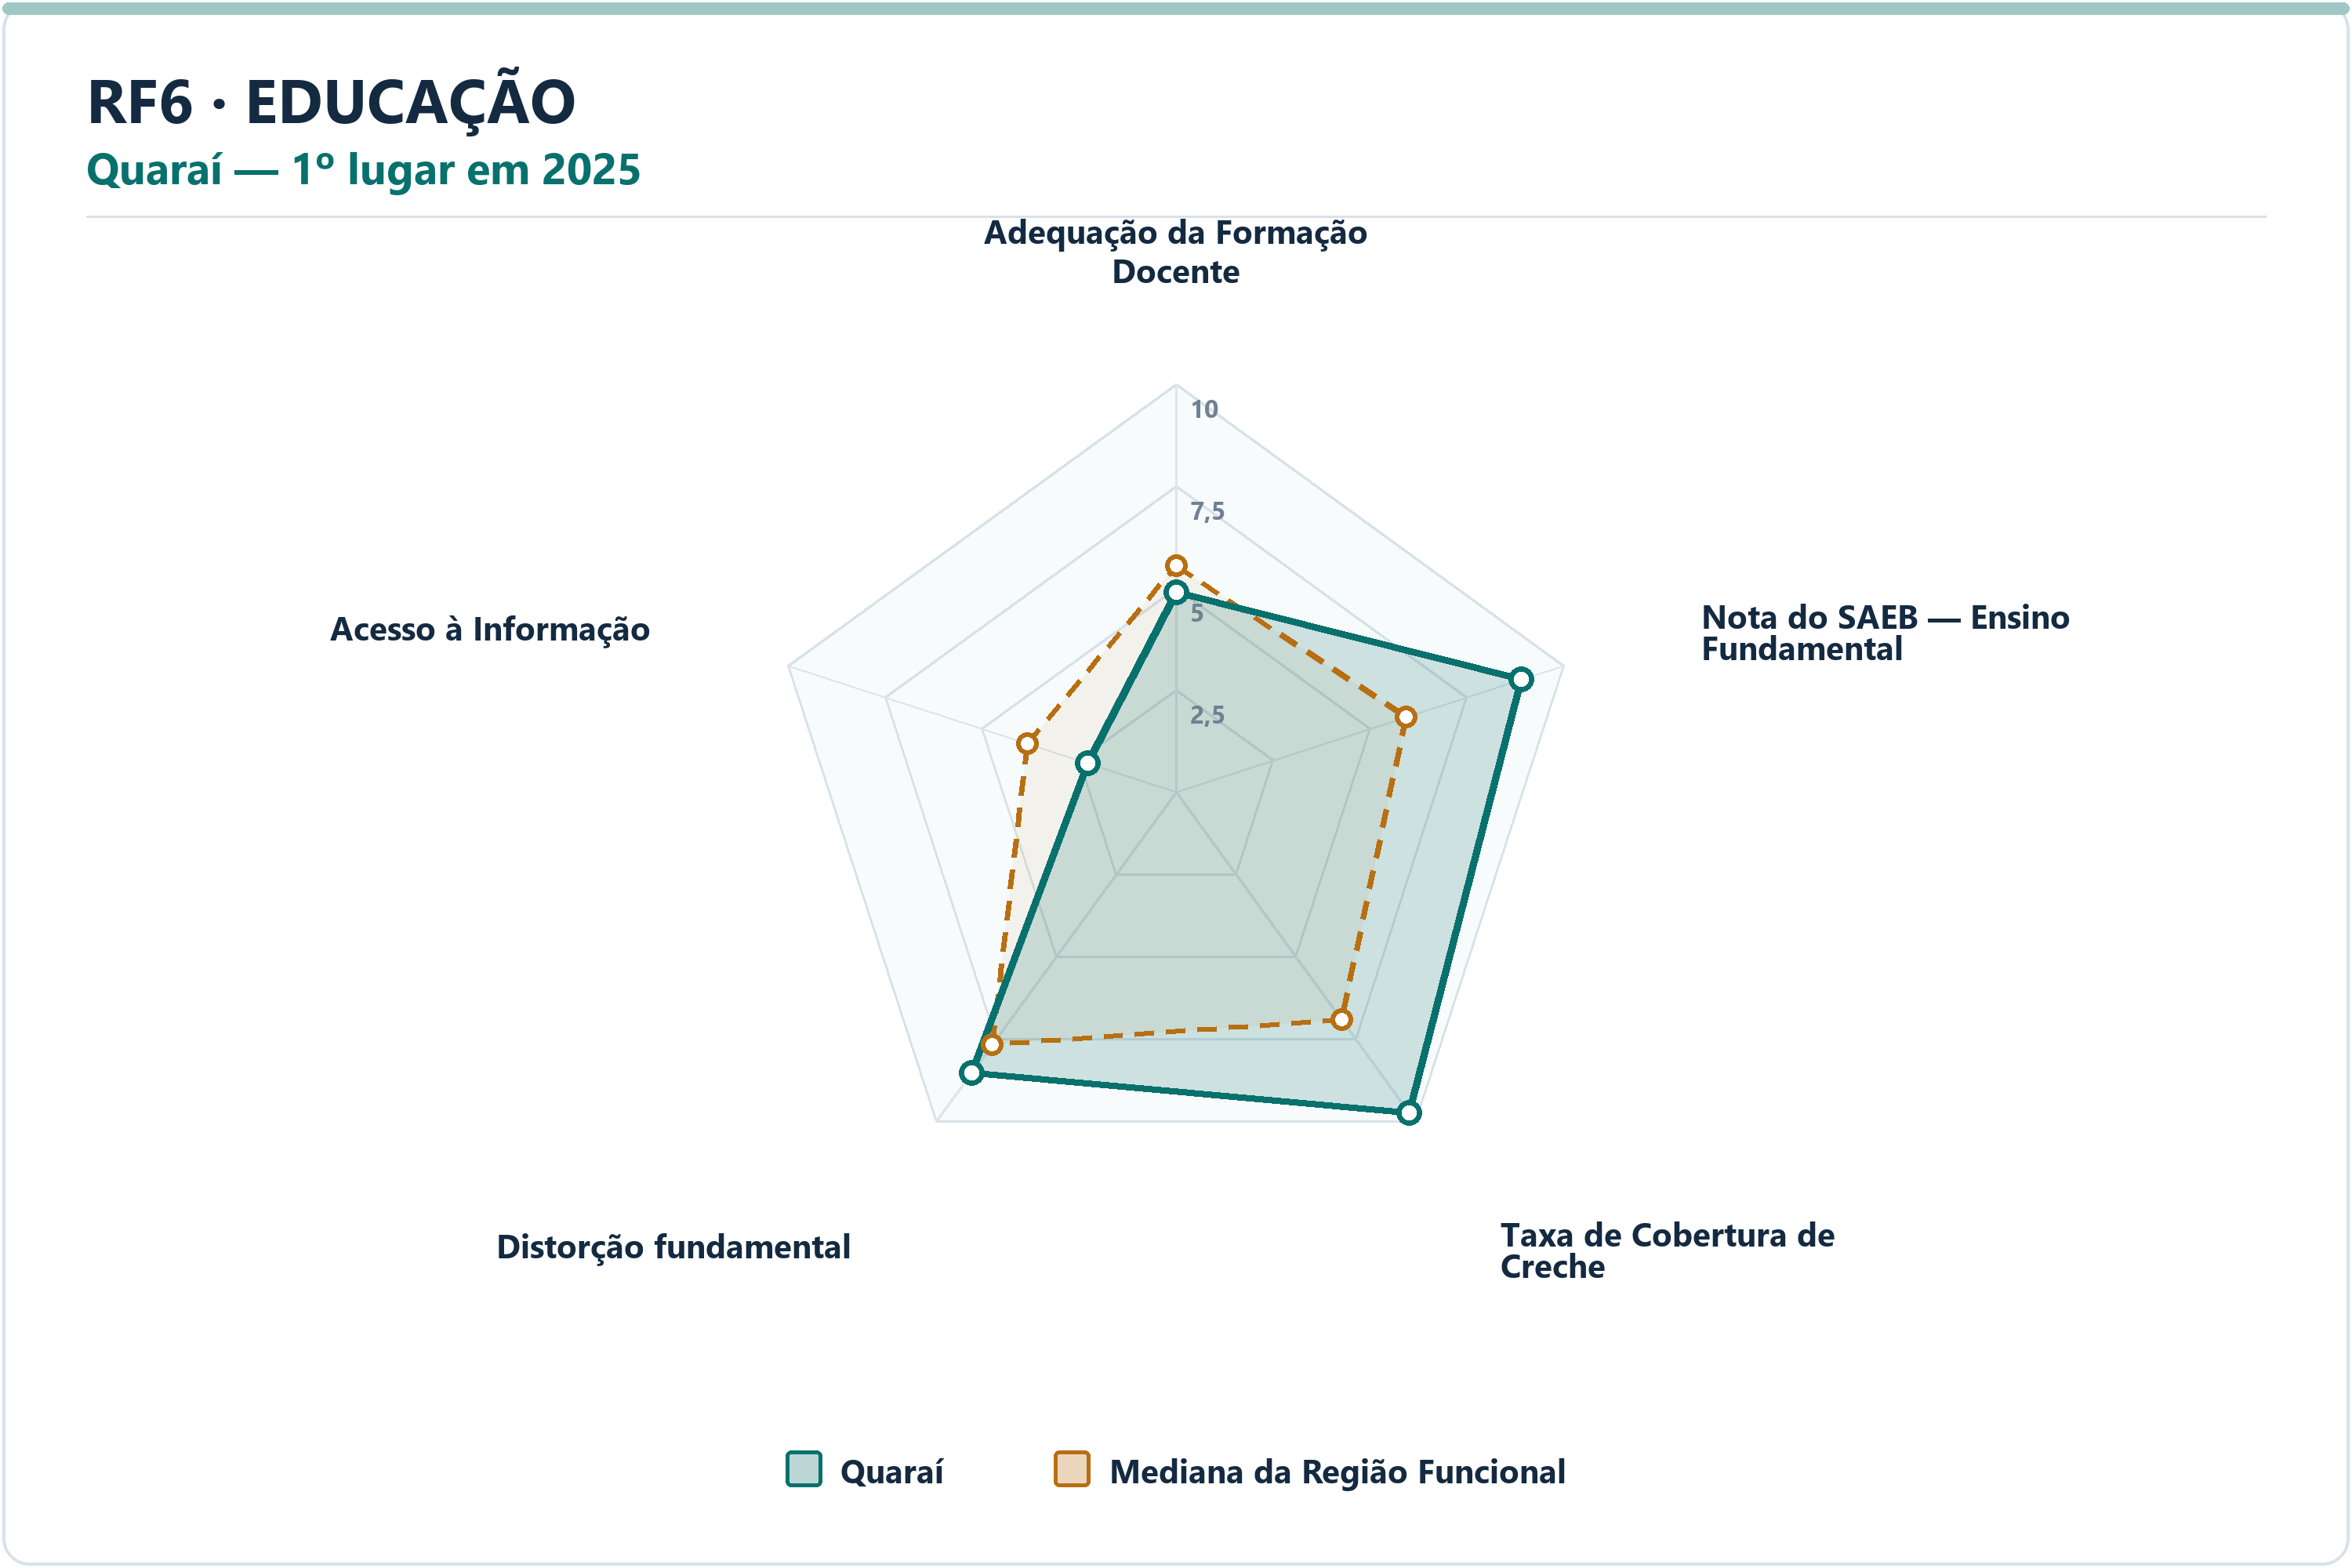 RF6 · EDUCAÇÃO
Quaraí — 1º lugar em 2025
Adequação da Formação
Docente
10
7,5
5
2,5
Acesso à Informação
Nota do SAEB — Ensino
Fundamental
Distorção fundamental
Taxa de Cobertura de
Creche
Quaraí
Mediana da Região Funcional